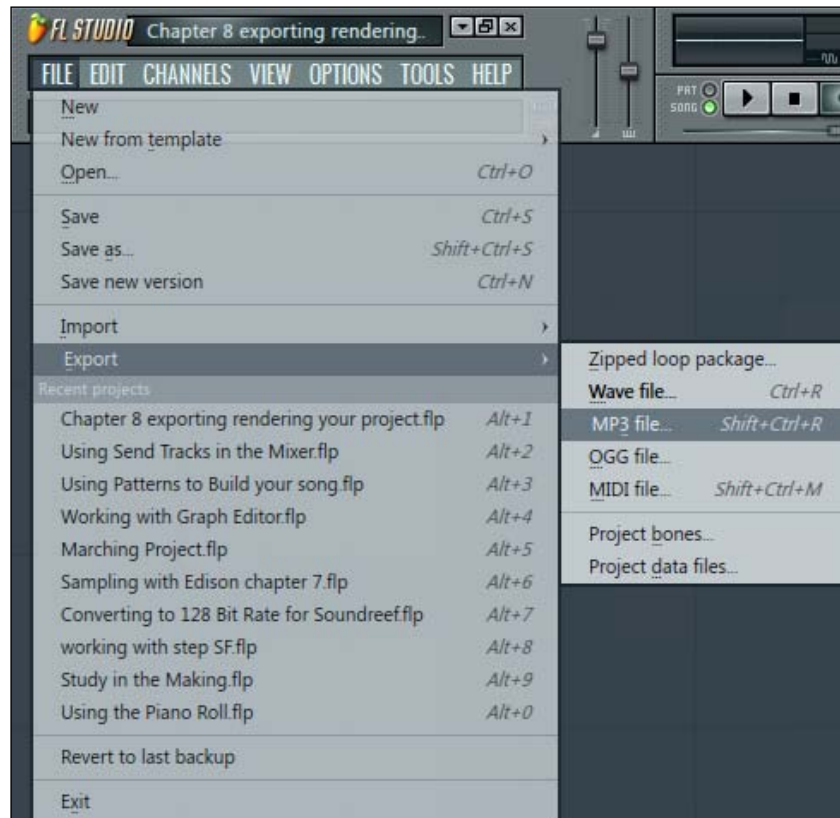 FL STUDIO Chapter 8 exporting rendering..
FILE EDIT CHANNELS VIEW OPTIONS TOOLS HELP
PAT
SONG
New
New from template
Open... Ctrl+O
Save Ctrl+S
Save as... Shift+Ctrl+S
Save new version Ctrl+N
Import
Export
Recent projects
Chapter 8 exporting rendering your project.flp Alt+1
Using Send Tracks in the Mixer.flp Alt+2
Using Patterns to Build your song.flp Alt+3
Working with Graph Editor.flp Alt+4
Marching Project.flp Alt+5
Sampling with Edison chapter 7.flp Alt+6
Converting to 128 Bit Rate for Soundreef.flp Alt+7
working with step SF.flp Alt+8
Study in the Making.flp Alt+9
Using the Piano Roll.flp Alt+0
Revert to last backup
Exit
Zipped loop package...
Wave file... Ctrl+R
MP3 file... Shift+Ctrl+R
OGG file...
MIDI file... Shift+Ctrl+M
Project bones...
Project data files...